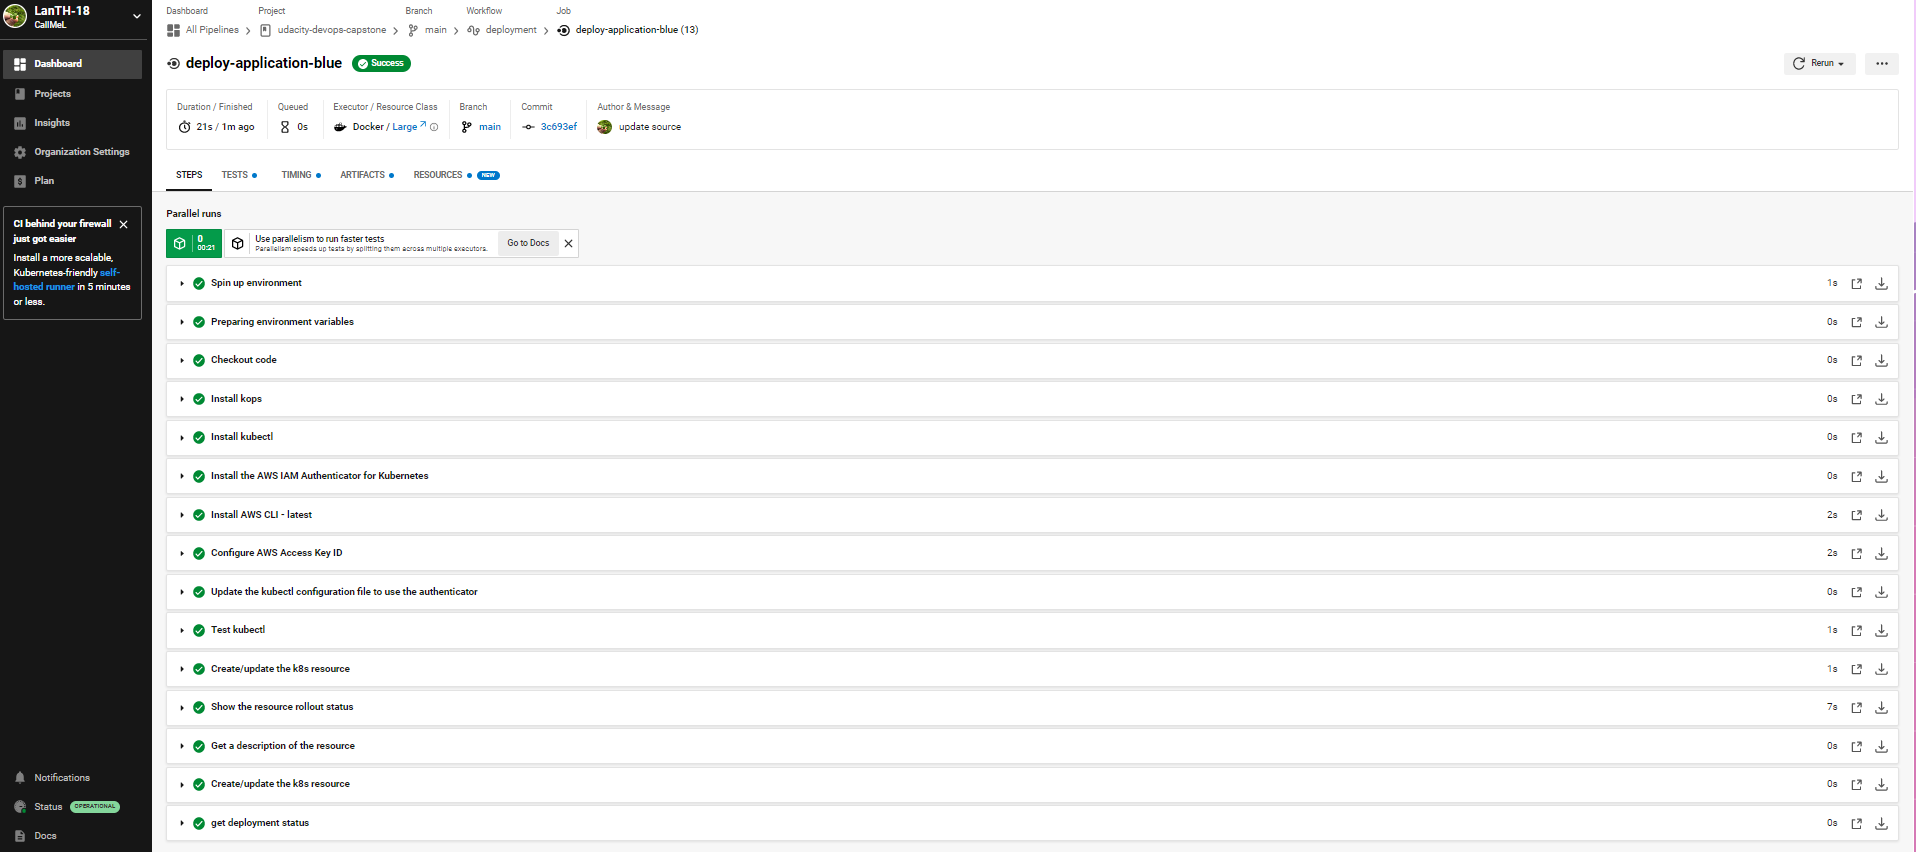 LanTH-18
CallMeL
Dashboard
Projects
Insights
Organization Settings
Plan
CI behind your firewall
just got easier
Install a more scalable,
Kubernetes-friendly self-
hosted runner in 5 minutes
or less.
Notifications
Status OPERATIONAL
Docs
Dashboard Project Branch Workflow Job
All Pipelines udacity-devops-capstone main deployment deploy-application-blue (13)
deploy-application-blue Success
Rerun
Duration / Finished Queued Executor / Resource Class Branch Commit Author & Message
21s / 1m ago 0s Docker / Large main 3c693ef update source
STEPS TESTS TIMING ARTIFACTS RESOURCES NEW
Parallel runs
0
00:21
Use parallelism to run faster tests
Parallelism speeds up tests by splitting them across multiple executors.
Go to Docs
Spin up environment 1s
Preparing environment variables 0s
Checkout code 0s
Install kops 0s
Install kubectl 0s
Install the AWS IAM Authenticator for Kubernetes 0s
Install AWS CLI - latest 2s
Configure AWS Access Key ID 2s
Update the kubectl configuration file to use the authenticator 0s
Test kubectl 1s
Create/update the k8s resource 1s
Show the resource rollout status 7s
Get a description of the resource 0s
Create/update the k8s resource 0s
get deployment status 0s